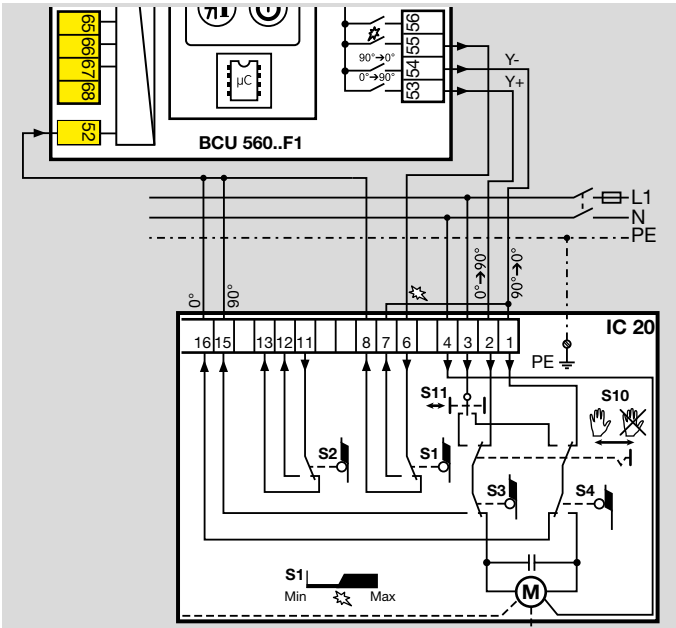 65
66
67
68
52
µC
BCU 560..F1
56
55
54
53
90°→0°
0°→90°
Y-
Y+
L1
N
PE
0°
90°
0°→90°
90°→0°
IC 20
16 15 13 12 11 8 7 6 4 3 2 1
PE
S11
S10
S2
S1
S3
S4
S1
Min Max
M